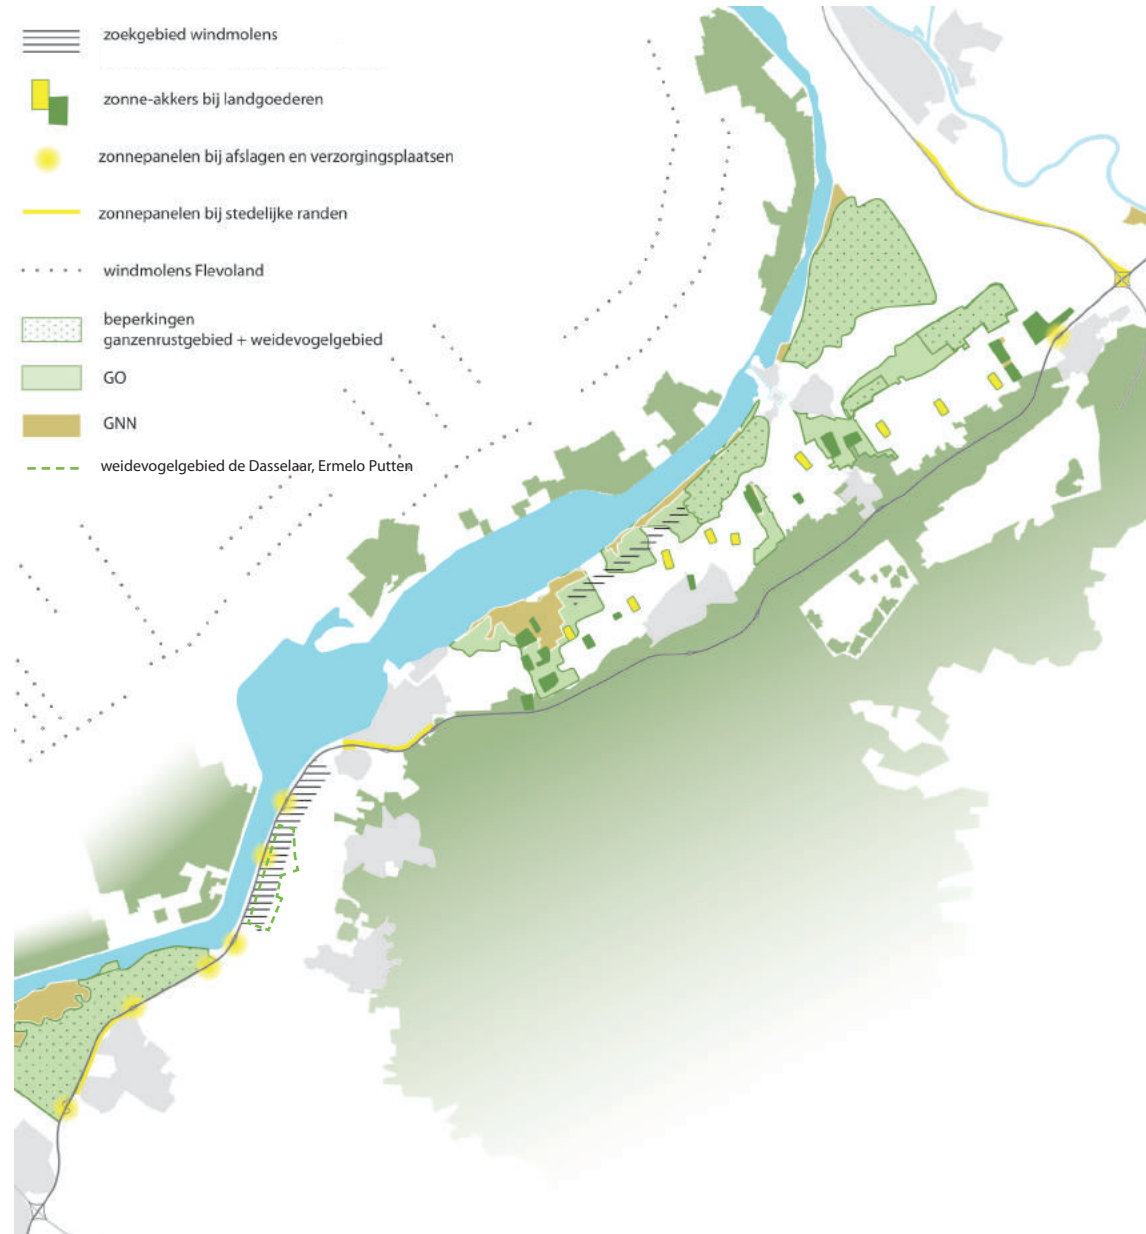 zoekgebied windmolens
zonne-akkers bij landgoederen
zonnepanelen bij afslagen en verzorgingsplaatsen
zonnepanelen bij stedelijke randen
windmolens Flevoland
beperkingen
ganzenrustgebied + weidevogelgebied
GO
GNN
weidevogelgebied de Dasselaar, Ermelo Putten